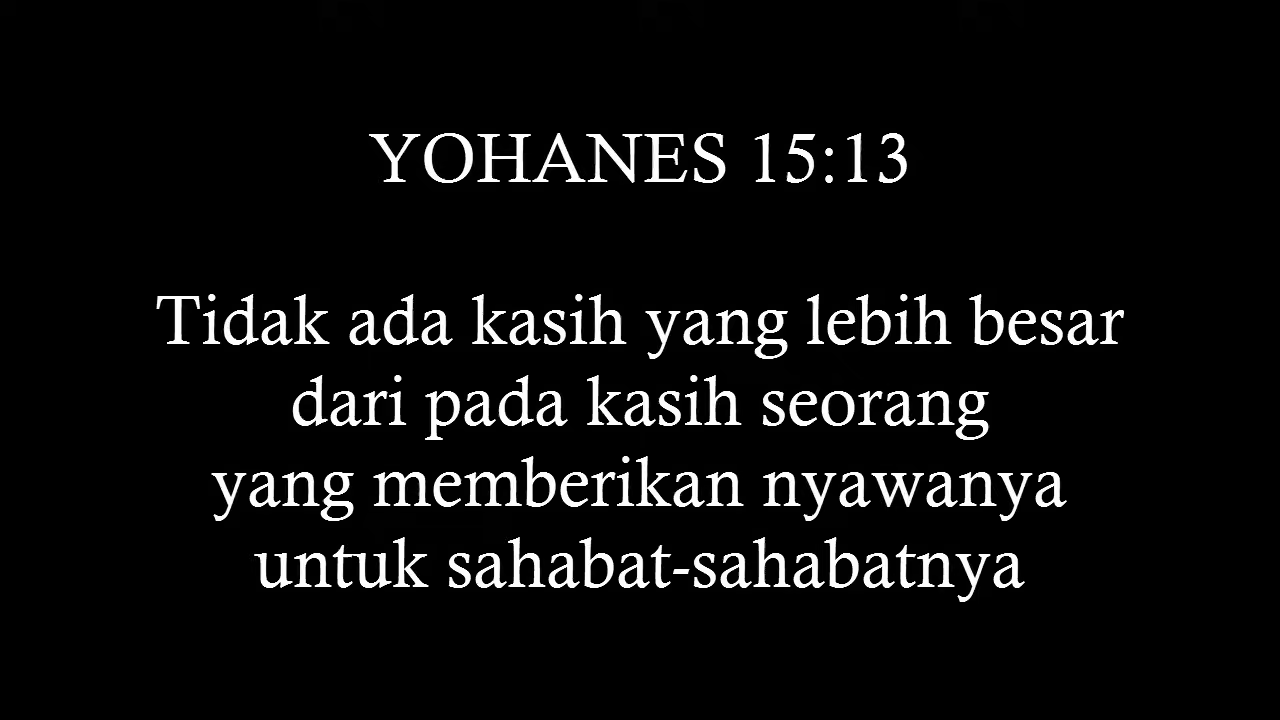 YOHANES 15:13
Tidak ada kasih yang lebih besar
dari pada kasih seorang
yang memberikan nyawanya
untuk sahabat-sahabatnya